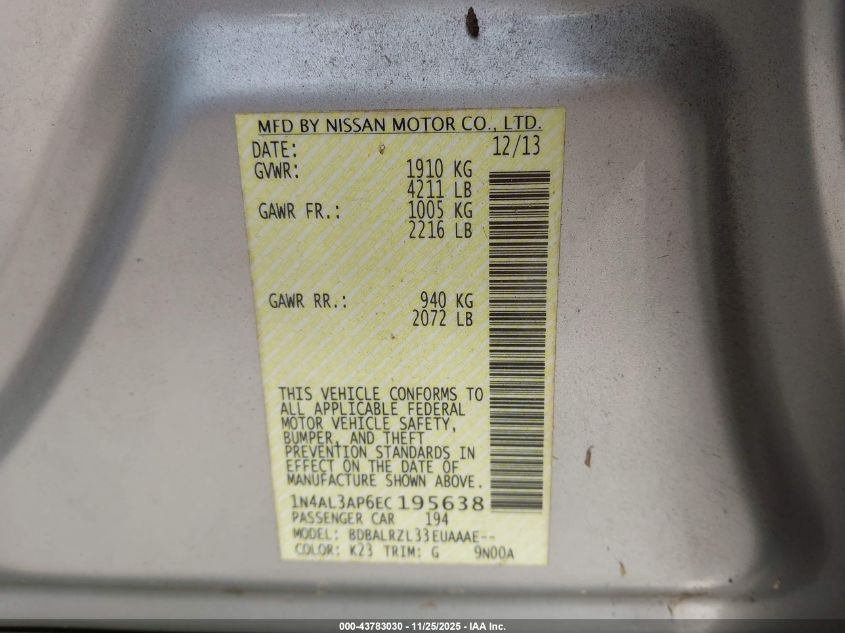 MFD BY NISSAN MOTOR CO., LTD.
DATE: 12/13
GVWR: 1910 KG
4211 LB
GAWR FR.: 1005 KG
2216 LB
GAWR RR.: 940 KG
2072 LB
THIS VEHICLE CONFORMS TO
ALL APPLICABLE FEDERAL
MOTOR VEHICLE SAFETY,
BUMPER, AND THEFT
PREVENTION STANDARDS IN
EFFECT ON THE DATE OF
MANUFACTURE SHOWN ABOVE.
1N4AL3AP6EC195638
PASSENGER CAR 194
MODEL: BDBALRZL33EUAAAE--
COLOR: K23 TRIM: G 9N00A
000-43783030 - 11/25/2025 - IAA Inc.